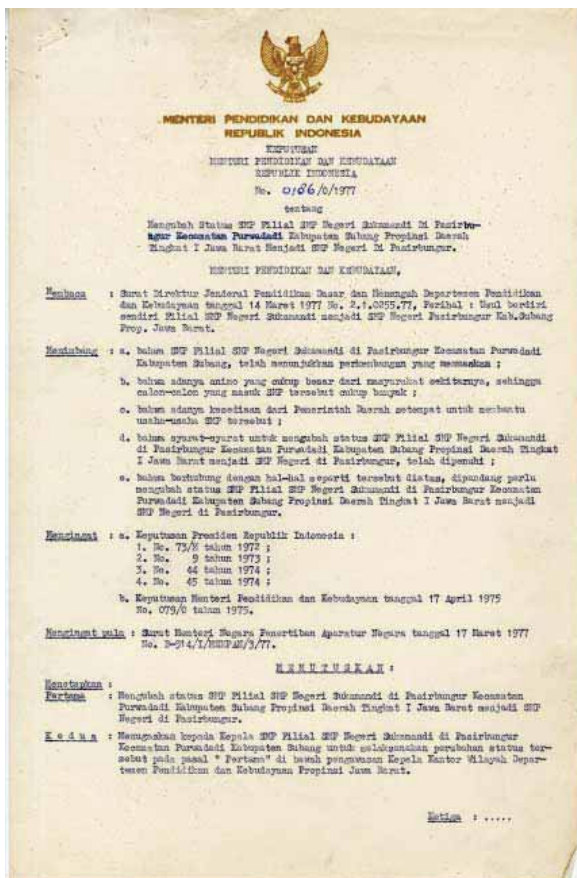 MENTERI PENDIDIKAN DAN KEBUDAYAAN
REPUBLIK INDONESIA
KEPUTUSAN
MENTERI PENDIDIKAN DAN KEBUDAYAAN
REPUBLIK INDONESIA
No. 0186/0/1977
tentang
Mengubah Status SMP Filial SMP Negeri Sukamandi Di Pasirbu-
ngur Kecamatan Purwadadi Kabupaten Subang Propinsi Daerah
Tingkat I Jawa Barat Menjadi SMP Negeri Di Pasirbungur.
MENTERI PENDIDIKAN DAN KEBUDAYAAN,
Membaca : Surat Direktur Jenderal Pendidikan Dasar dan Menengah Departemen Pendidikan
dan Kebudayaan tanggal 14 Maret 1977 No. 2.1.0055.77, Perihal : Usul berdiri
sendiri Filial SMP Negeri Sukamandi menjadi SMP Negeri Pasirbungur Kab.Subang
Prop. Jawa Barat.
Menimbang : a. bahwa SMP Filial SMP Negeri Sukamandi di Pasirbungur Kecamatan Purwadadi
Kabupaten Subang, telah menunjukkan perkembangan yang memuaskan ;
b. bahwa adanya animo yang cukup besar dari masyarakat sekitarnya, sehingga
calon-calon yang masuk SMP tersebut cukup banyak ;
c. bahwa adanya kesediaan dari Pemerintah Daerah setempat untuk membantu
usaha-usaha SMP tersebut ;
d. bahwa syarat-syarat untuk mengubah status SMP Filial SMP Negeri Sukamandi
di Pasirbungur Kecamatan Purwadadi Kabupaten Subang Propinsi Daerah Tingkat
I Jawa Barat menjadi SMP Negeri di Pasirbungur, telah dipenuhi ;
e. bahwa berhubung dengan hal-hal seperti tersebut diatas, dipandang perlu
mengubah status SMP Filial SMP Negeri Sukamandi di Pasirbungur Kecamatan
Purwadadi Kabupaten Subang Propinsi Daerah Tingkat I Jawa Barat menjadi
SMP Negeri di Pasirbungur.
Mengingat : a. Keputusan Presiden Republik Indonesia :
1. No. 73/M tahun 1972 ;
2. No. 9 tahun 1973 ;
3. No. 44 tahun 1974 ;
4. No. 45 tahun 1974 ;
b. Keputusan Menteri Pendidikan dan Kebudayaan tanggal 17 April 1975
No. 079/0 tahun 1975.
Mengingat pula : Surat Menteri Negara Penertiban Aparatur Negara tanggal 17 Maret 1977
No. B-914/I/MENPAN/3/77.
M E M U T U S K A N :
Menetapkan :
Pertama : Mengubah status SMP Filial SMP Negeri Sukamandi di Pasirbungur Kecamatan
Purwadadi Kabupaten Subang Propinsi Daerah Tingkat I Jawa Barat menjadi SMP
Negeri di Pasirbungur.
K e d u a : Menugaskan kepada Kepala SMP Filial SMP Negeri Sukamandi di Pasirbungur
Kecamatan Purwadadi Kabupaten Subang untuk melaksanakan perubahan status ter-
sebut pada pasal " Pertama" di bawah pengawasan Kepala Kantor Wilayah Depar-
temen Pendidikan dan Kebudayaan Propinsi Jawa Barat.
Ketiga : .....